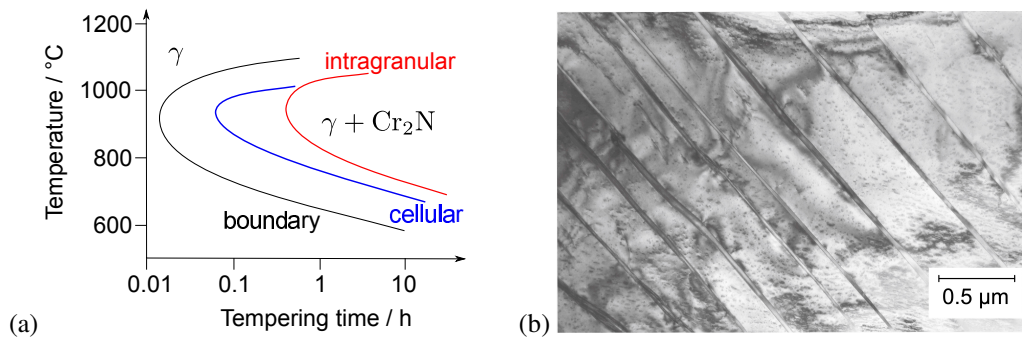 1200
γ
intragranular
1000
γ + Cr₂N
800
Temperature / °C
600
boundary
cellular
0.01
0.1
1
10
Tempering time / h
(a)
(b)
0.5 μm